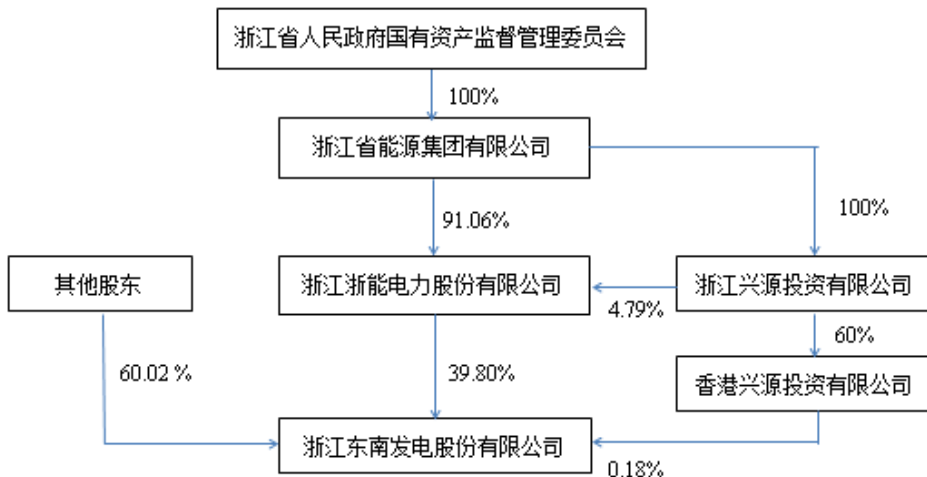 浙江省人民政府国有资产监督管理委员会
100%
浙江省能源集团有限公司
91.06%
100%
其他股东
浙江浙能电力股份有限公司
浙江兴源投资有限公司
4.79%
60%
60.02 %
39.80%
香港兴源投资有限公司
浙江东南发电股份有限公司
0.18%